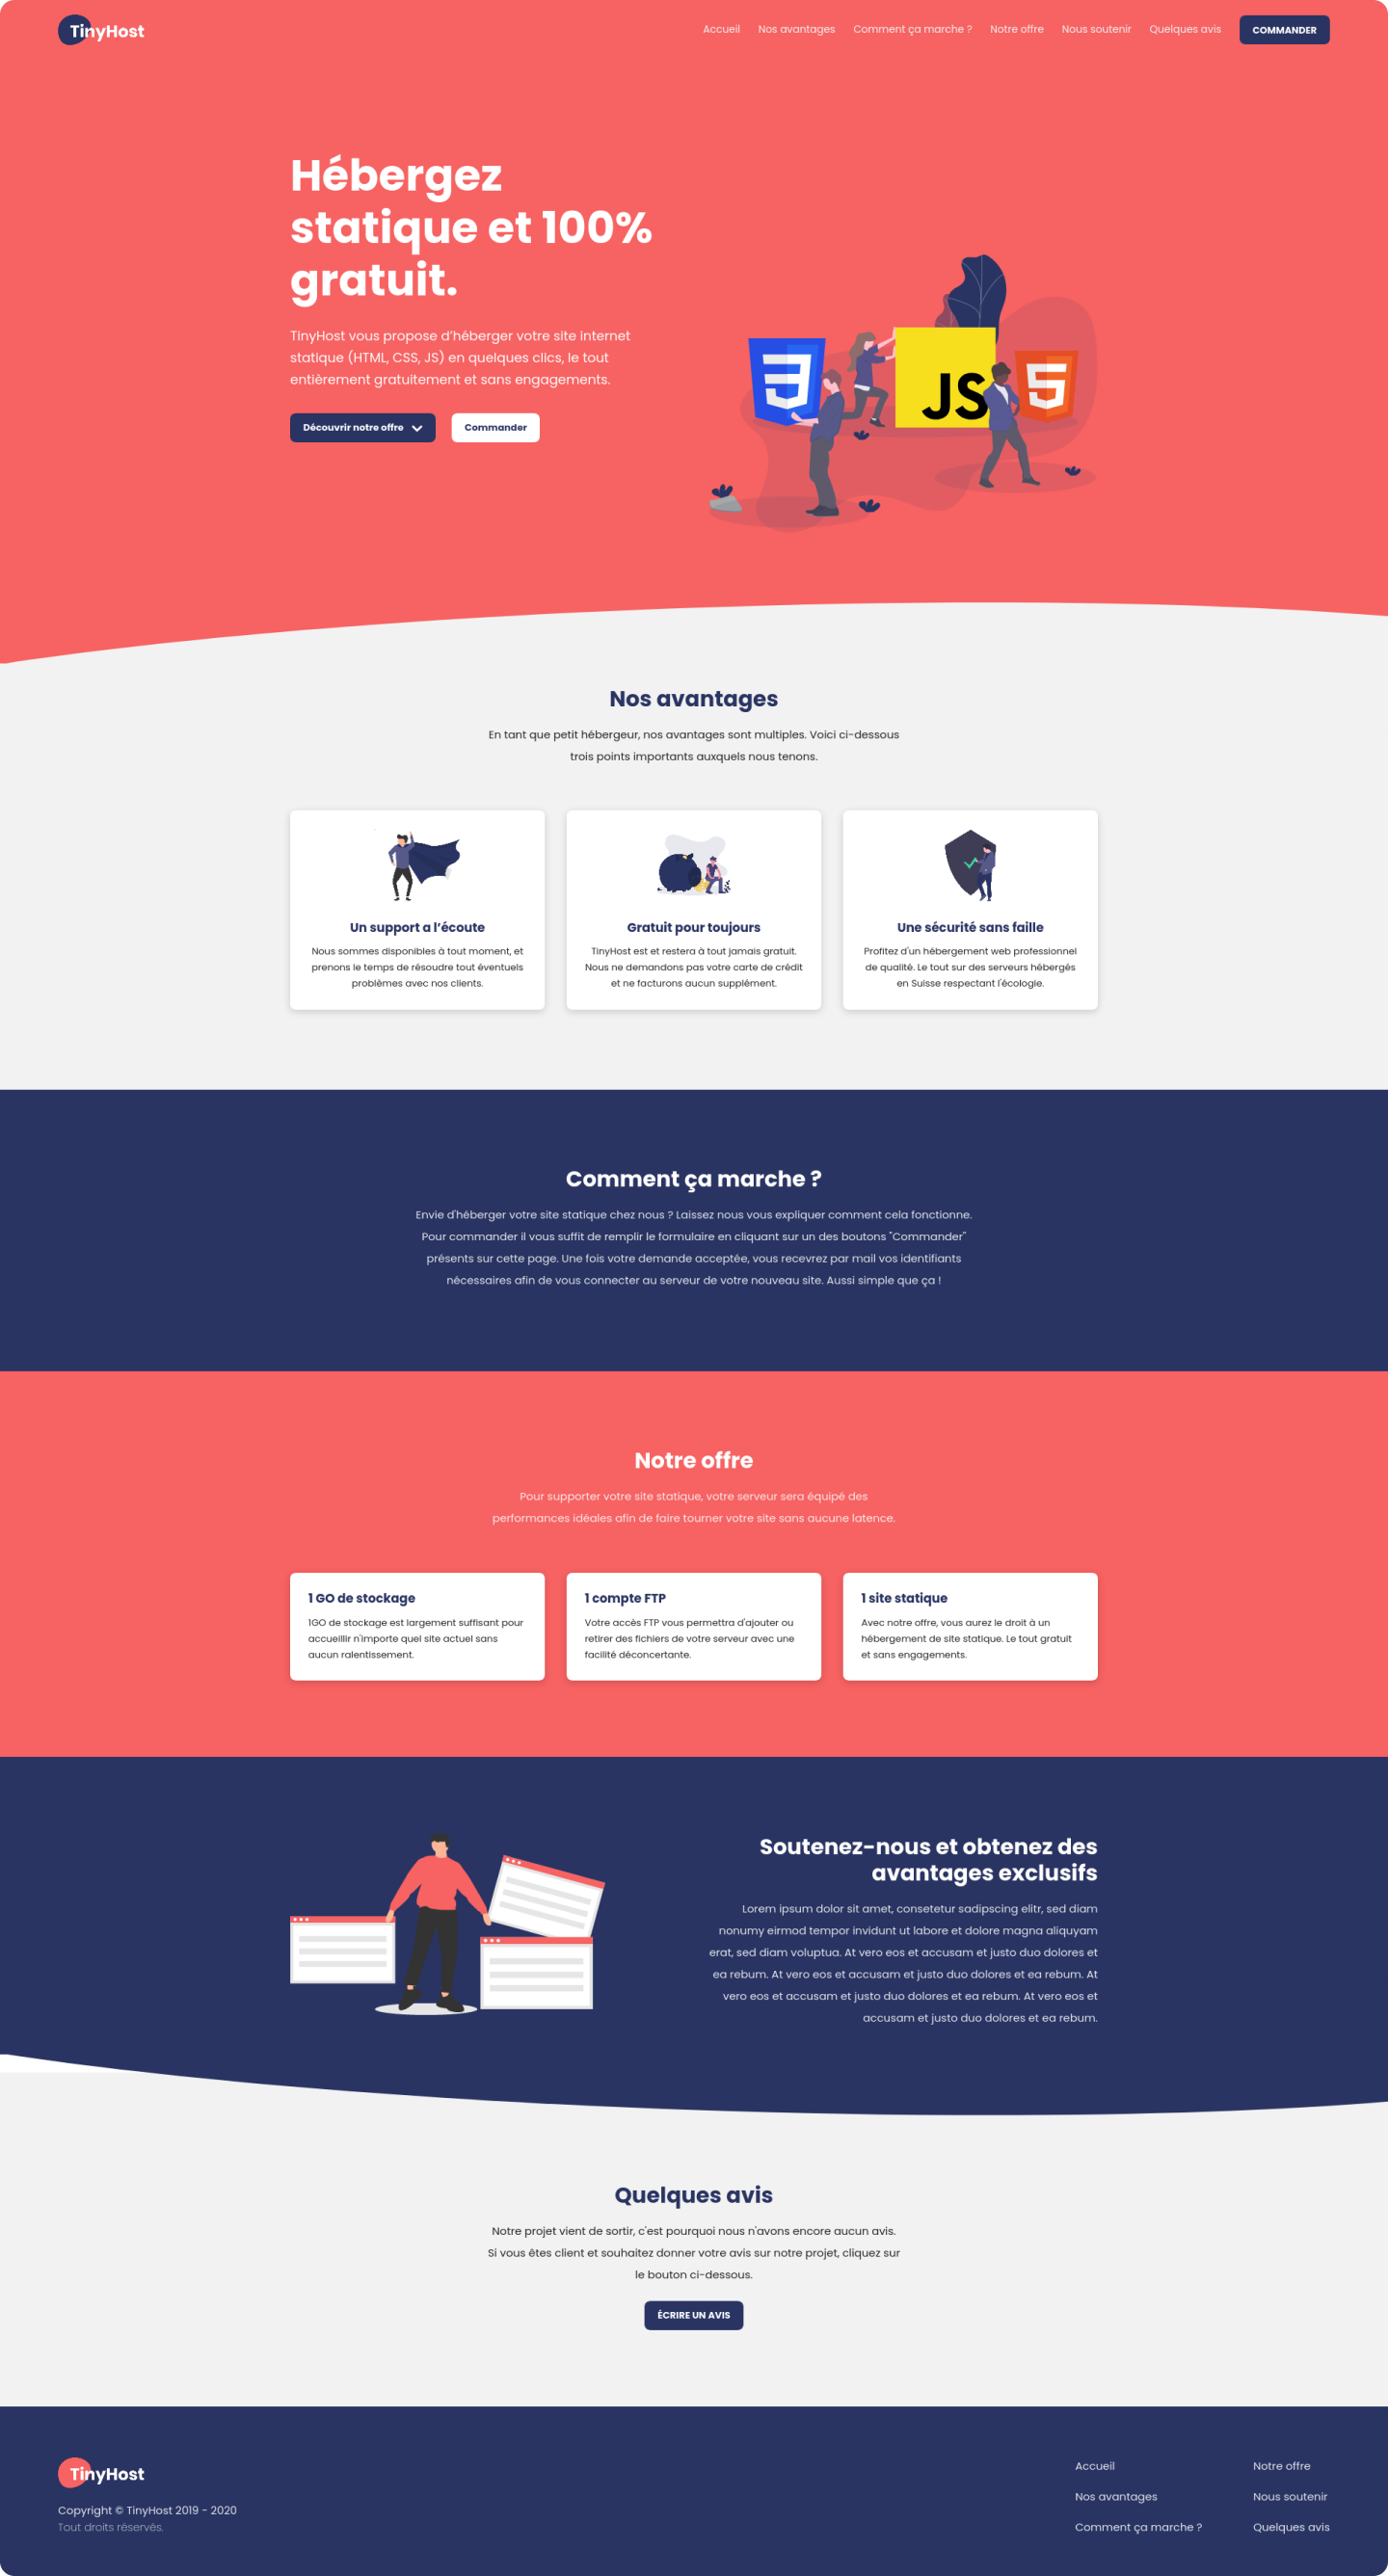 TinyHost
Accueil
Nos avantages
Comment ça marche ?
Notre offre
Nous soutenir
Quelques avis
COMMANDER
Hébergez
statique et 100%
gratuit.
TinyHost vous propose d’héberger votre site internet
statique (HTML, CSS, JS) en quelques clics, le tout
entièrement gratuitement et sans engagements.
Découvrir notre offre
Commander
JS
Nos avantages
En tant que petit hébergeur, nos avantages sont multiples. Voici ci-dessous
trois points importants auxquels nous tenons.
Un support a l’écoute
Nous sommes disponibles à tout moment, et
prenons le temps de résoudre tout éventuels
problèmes avec nos clients.
Gratuit pour toujours
TinyHost est et restera à tout jamais gratuit.
Nous ne demandons pas votre carte de crédit
et ne facturons aucun supplément.
Une sécurité sans faille
Profitez d'un hébergement web professionnel
de qualité. Le tout sur des serveurs hébergés
en Suisse respectant l'écologie.
Comment ça marche ?
Envie d'héberger votre site statique chez nous ? Laissez nous vous expliquer comment cela fonctionne.
Pour commander il vous suffit de remplir le formulaire en cliquant sur un des boutons "Commander"
présents sur cette page. Une fois votre demande acceptée, vous recevrez par mail vos identifiants
nécessaires afin de vous connecter au serveur de votre nouveau site. Aussi simple que ça !
Notre offre
Pour supporter votre site statique, votre serveur sera équipé des
performances idéales afin de faire tourner votre site sans aucune latence.
1 GO de stockage
1GO de stockage est largement suffisant pour
accueillir n'importe quel site actuel sans
aucun ralentissement.
1 compte FTP
Votre accès FTP vous permettra d'ajouter ou
retirer des fichiers de votre serveur avec une
facilité déconcertante.
1 site statique
Avec notre offre, vous aurez le droit à un
hébergement de site statique. Le tout gratuit
et sans engagements.
Soutenez-nous et obtenez des
avantages exclusifs
Lorem ipsum dolor sit amet, consetetur sadipscing elitr, sed diam
nonumy eirmod tempor invidunt ut labore et dolore magna aliquyam
erat, sed diam voluptua. At vero eos et accusam et justo duo dolores et
ea rebum. At vero eos et accusam et justo duo dolores et ea rebum. At
vero eos et accusam et justo duo dolores et ea rebum. At vero eos et
accusam et justo duo dolores et ea rebum.
Quelques avis
Notre projet vient de sortir, c'est pourquoi nous n'avons encore aucun avis.
Si vous êtes client et souhaitez donner votre avis sur notre projet, cliquez sur
le bouton ci-dessous.
ÉCRIRE UN AVIS
TinyHost
Copyright © TinyHost 2019 - 2020
Tout droits réservés.
Accueil
Nos avantages
Comment ça marche ?
Notre offre
Nous soutenir
Quelques avis